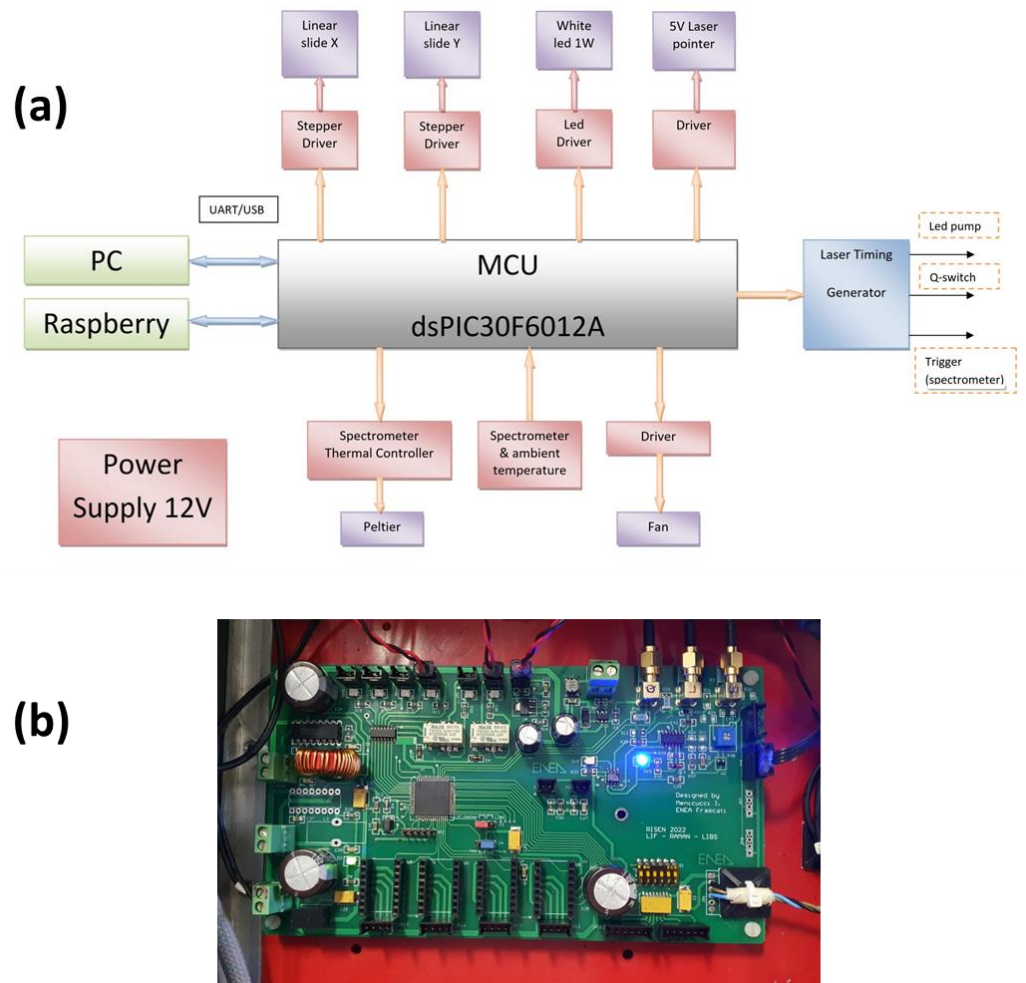 (a)
Linear
slide X
Linear
slide Y
White
led 1W
5V Laser
pointer
Stepper
Driver
Stepper
Driver
Led
Driver
Driver
UART/USB
PC
Raspberry
MCU
dsPIC30F6012A
Laser Timing
Generator
Led pump
Q-switch
Trigger
(spectrometer)
Spectrometer
Thermal Controller
Spectrometer
& ambient
temperature
Driver
Power
Supply 12V
Peltier
Fan
(b)
ENEA
Designed by
Menicucci I.
ENEA Frascati
RISEN 2022
LIF - RAMAN - LIBS
ENEA